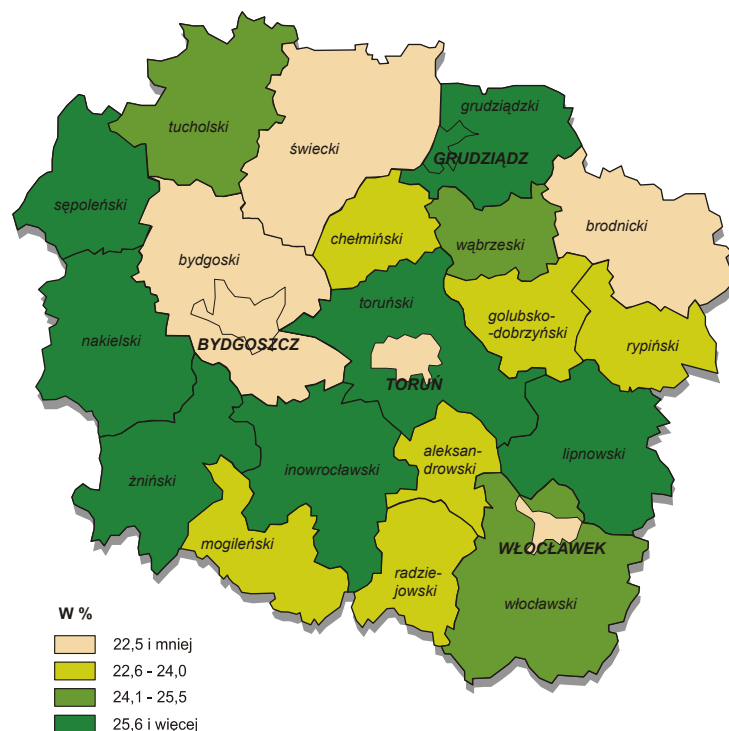 grudziądzki
tucholski
świecki
GRUDZIĄDZ
sępoleński
brodnicki
chełmiński
wąbrzeski
bydgoski
toruński
golubsko-
-dobrzyński
nakielski
BYDGOSZCZ
rypiński
TORUŃ
aleksan-
drowski
lipnowski
żniński
inowrocławski
mogileński
WŁOCŁAWEK
radzie-
jowski
włocławski
W %
22,5 i mniej
22,6 - 24,0
24,1 - 25,5
25,6 i więcej